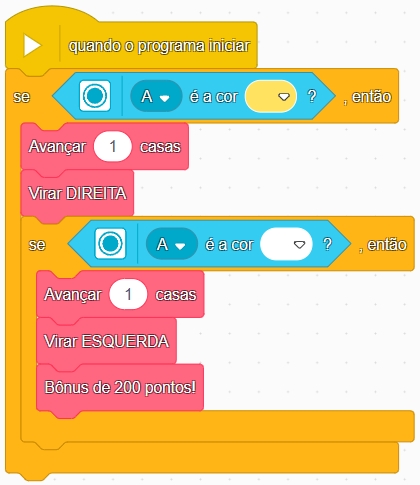 quando o programa iniciar
se A é a cor ? , então
Avançar 1 casas
Virar DIREITA
se A é a cor ? , então
Avançar 1 casas
Virar ESQUERDA
Bônus de 200 pontos!